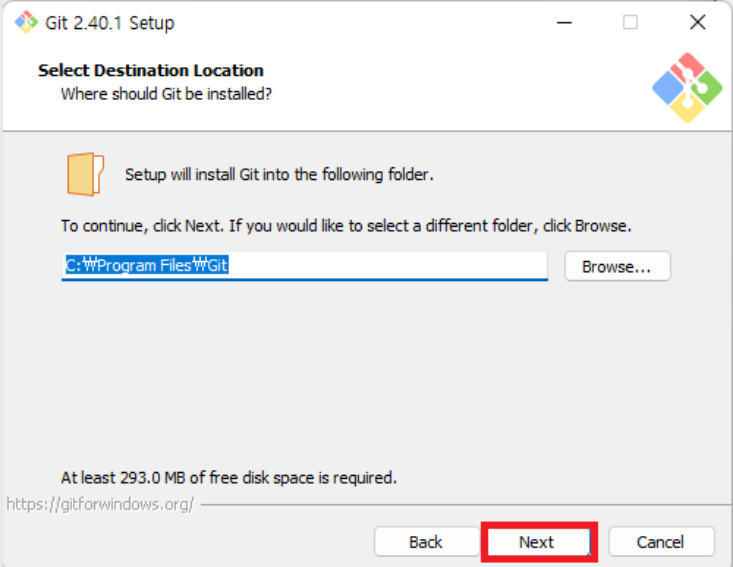 Git 2.40.1 Setup
Select Destination Location
Where should Git be installed?
Setup will install Git into the following folder.
To continue, click Next. If you would like to select a different folder, click Browse.
C:₩Program Files₩Git
Browse...
At least 293.0 MB of free disk space is required.
https://gitforwindows.org/
Back
Next
Cancel